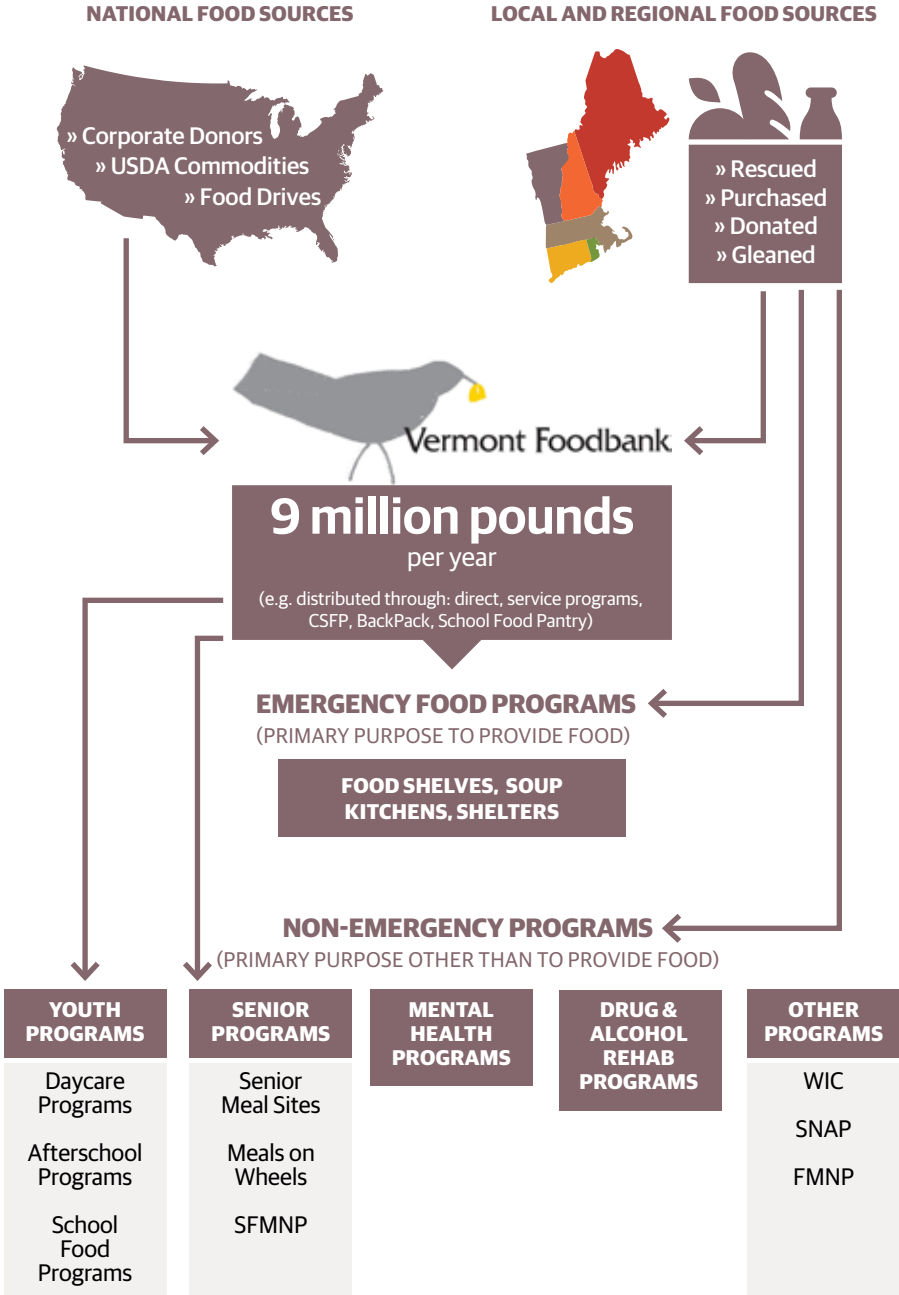 NATIONAL FOOD SOURCES
» Corporate Donors
» USDA Commodities
» Food Drives
LOCAL AND REGIONAL FOOD SOURCES
» Rescued
» Purchased
» Donated
» Gleaned
Vermont Foodbank
9 million pounds
per year
(e.g. distributed through: direct, service programs,
CSFP, BackPack, School Food Pantry)
EMERGENCY FOOD PROGRAMS
(PRIMARY PURPOSE TO PROVIDE FOOD)
FOOD SHELVES, SOUP
KITCHENS, SHELTERS
NON-EMERGENCY PROGRAMS
(PRIMARY PURPOSE OTHER THAN TO PROVIDE FOOD)
YOUTH
PROGRAMS
Daycare
Programs
Afterschool
Programs
School
Food
Programs
SENIOR
PROGRAMS
Senior
Meal Sites
Meals on
Wheels
SFMNP
MENTAL
HEALTH
PROGRAMS
DRUG &
ALCOHOL
REHAB
PROGRAMS
OTHER
PROGRAMS
WIC
SNAP
FMNP